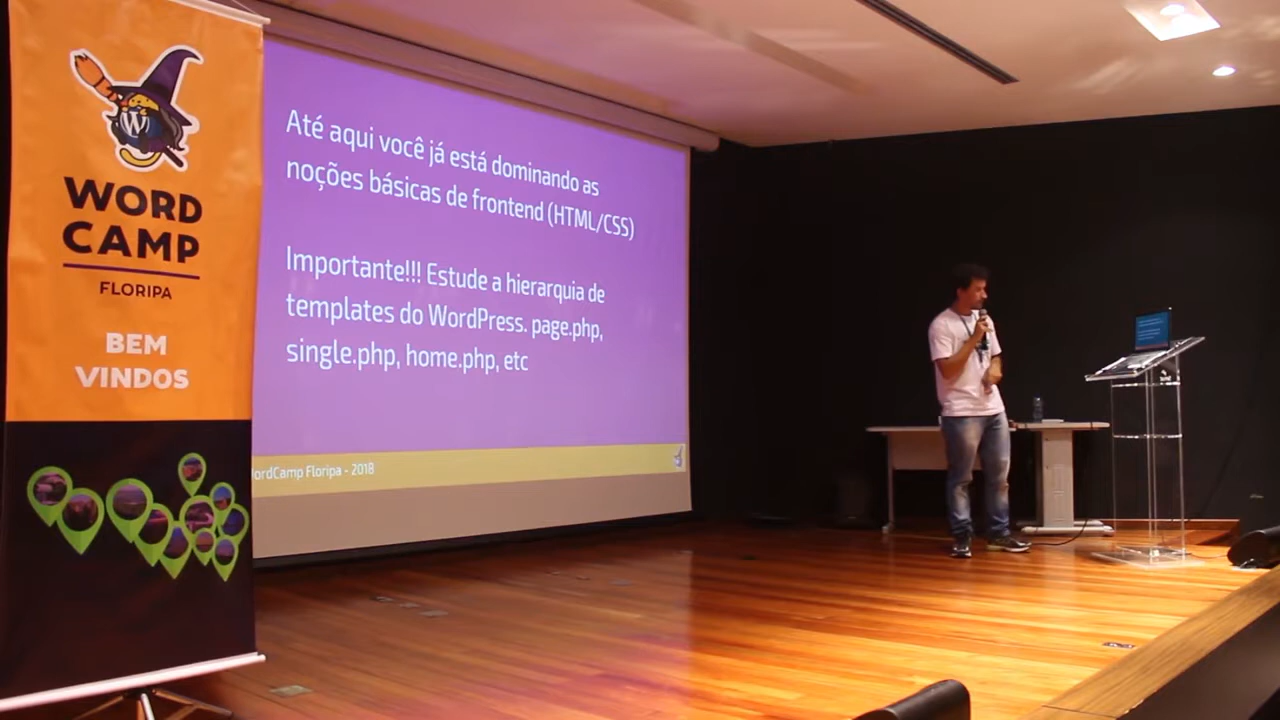 WORD
CAMP
FLORIPA
BEM
VINDOS
Até aqui você já está dominando as
noções básicas de frontend (HTML/CSS)
Importante!!! Estude a hierarquia de
templates do WordPress. page.php,
single.php, home.php, etc
ordCamp Floripa - 2018